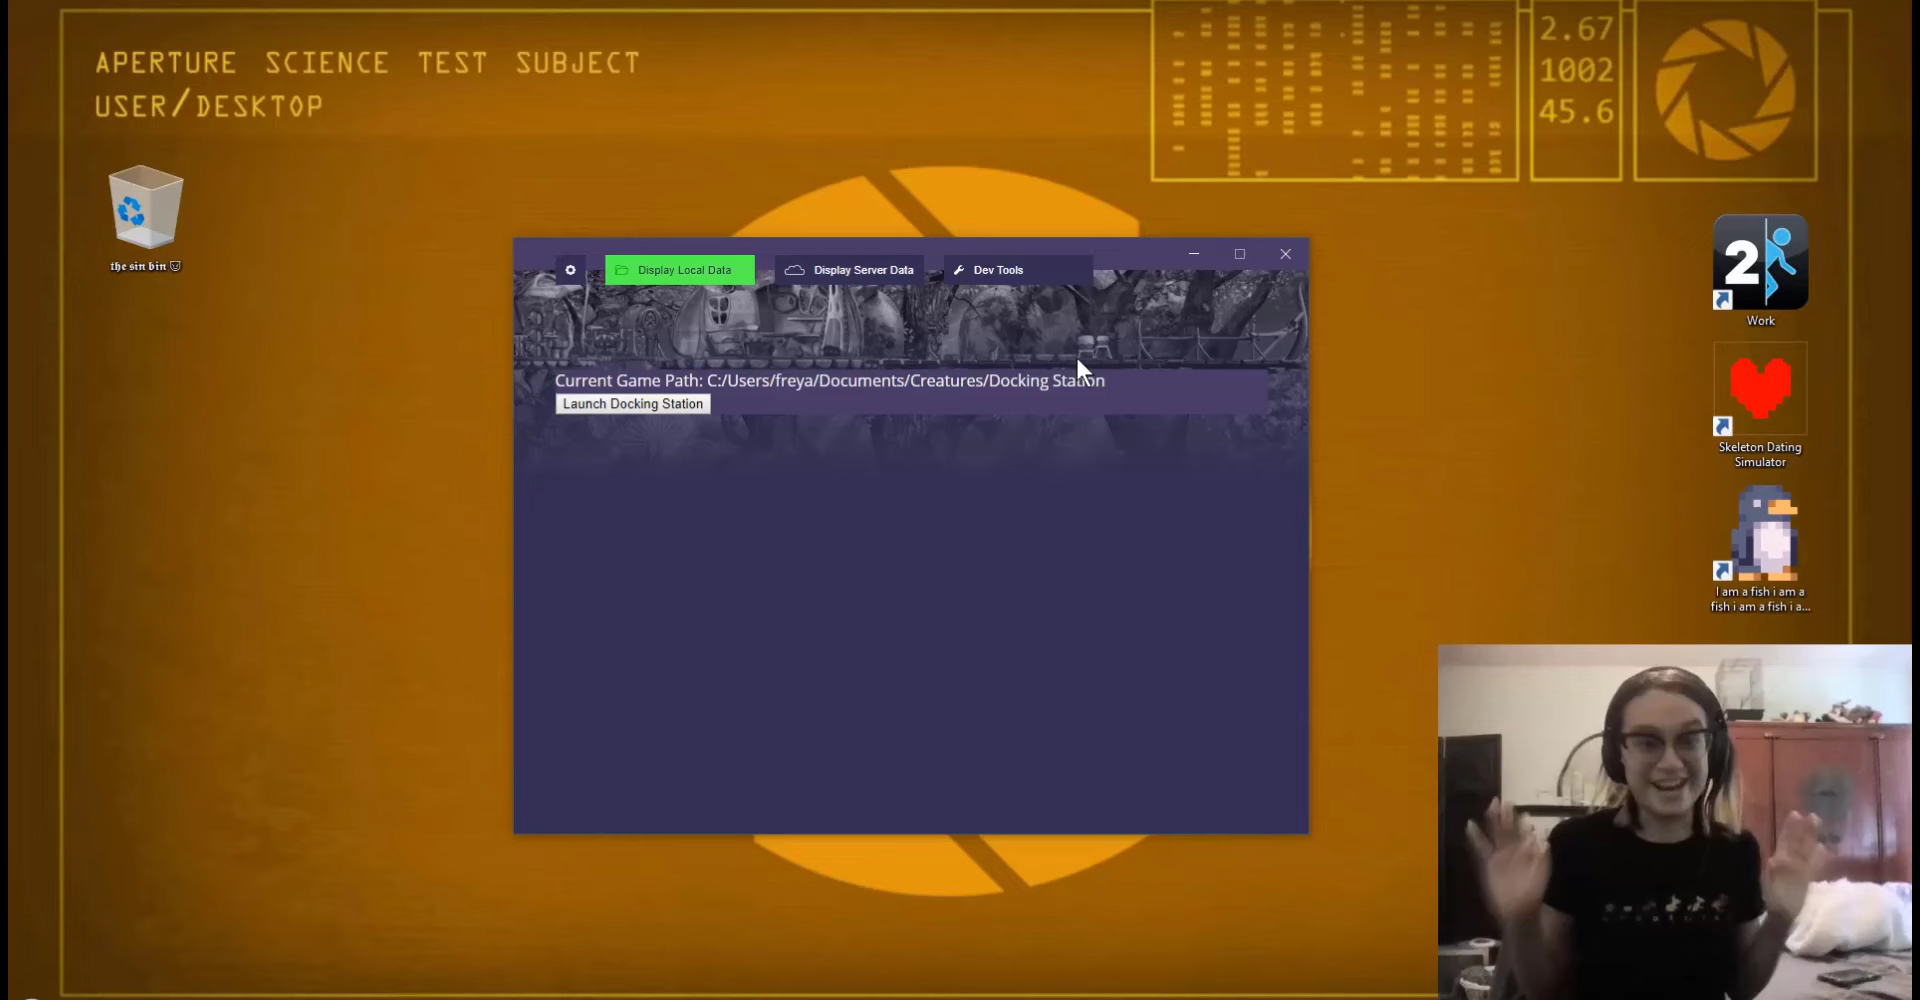 APERTURE SCIENCE TEST SUBJECT
USER/DESKTOP
2.67
1002
45.6
𝖙𝖍𝖊 𝖘𝖎𝖓 𝖇𝖎𝖓 😈
2
Work
Skeleton Dating
Simulator
I am a fish i am a
fish i am a fish i a...
Display Local Data
Display Server Data
Dev Tools
Current Game Path: C:/Users/freya/Documents/Creatures/Docking Station
Launch Docking Station